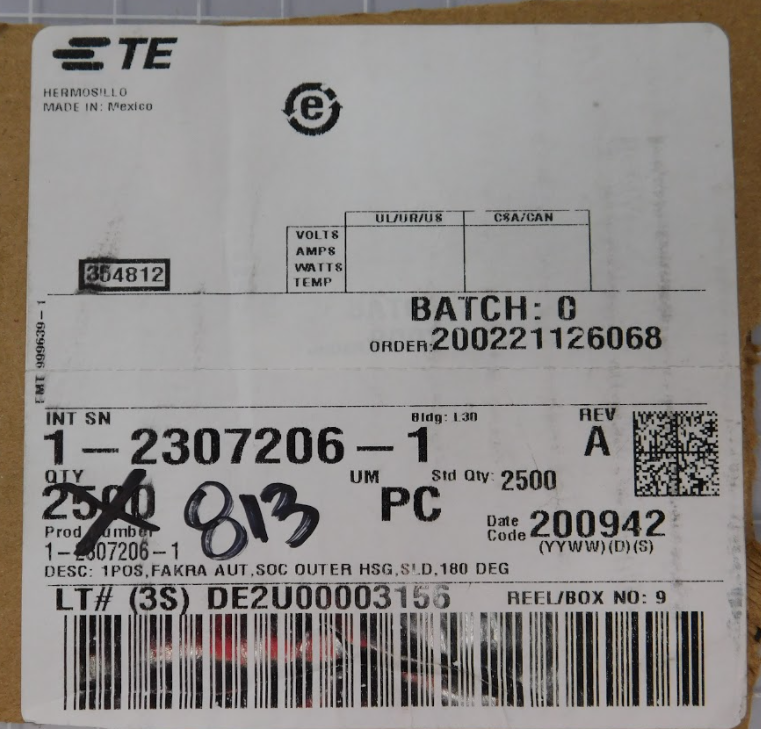 TE
HERMOSILLO
MADE IN: Mexico
e
UL/UR/US CSA/CAN
VOLTS
AMPS
WATTS
TEMP
354812
BATCH: 0
ORDER:200221126068
FMT 999639-1
INT SN Bldg: L30 REV
1-2307206-1 A
QTY UM Std Qty: 2500
2500 813 PC
Date Code 200942
(YYWW)(D)(S)
Prod Number
1-2307206-1
DESC: 1POS,FAKRA AUT,SOC OUTER HSG,SLD,180 DEG
LT# (3S) DE2U00003156 REEL/BOX NO: 9